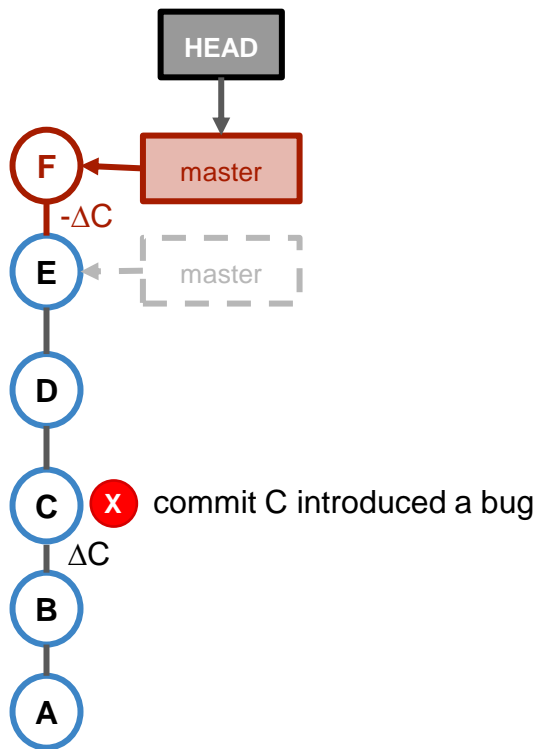 HEAD
F
master
-ΔC
E
master
D
C
X
commit C introduced a bug
ΔC
B
A